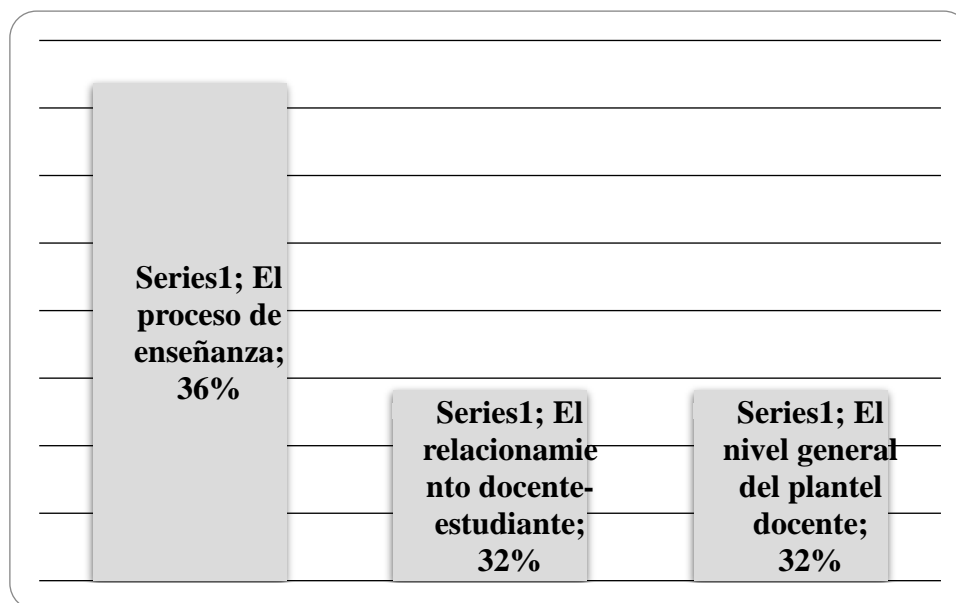 Series1; El
proceso de
enseñanza;
36%
Series1; El
relacionamie
nto docente-
estudiante;
32%
Series1; El
nivel general
del plantel
docente;
32%